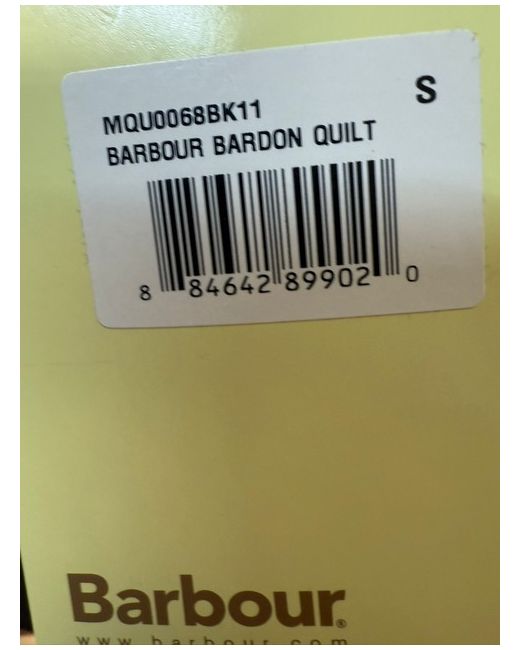 S
MQU0068BK11
BARBOUR BARDON QUILT
8 84642 89902 0
Barbour®
www.barbour.com